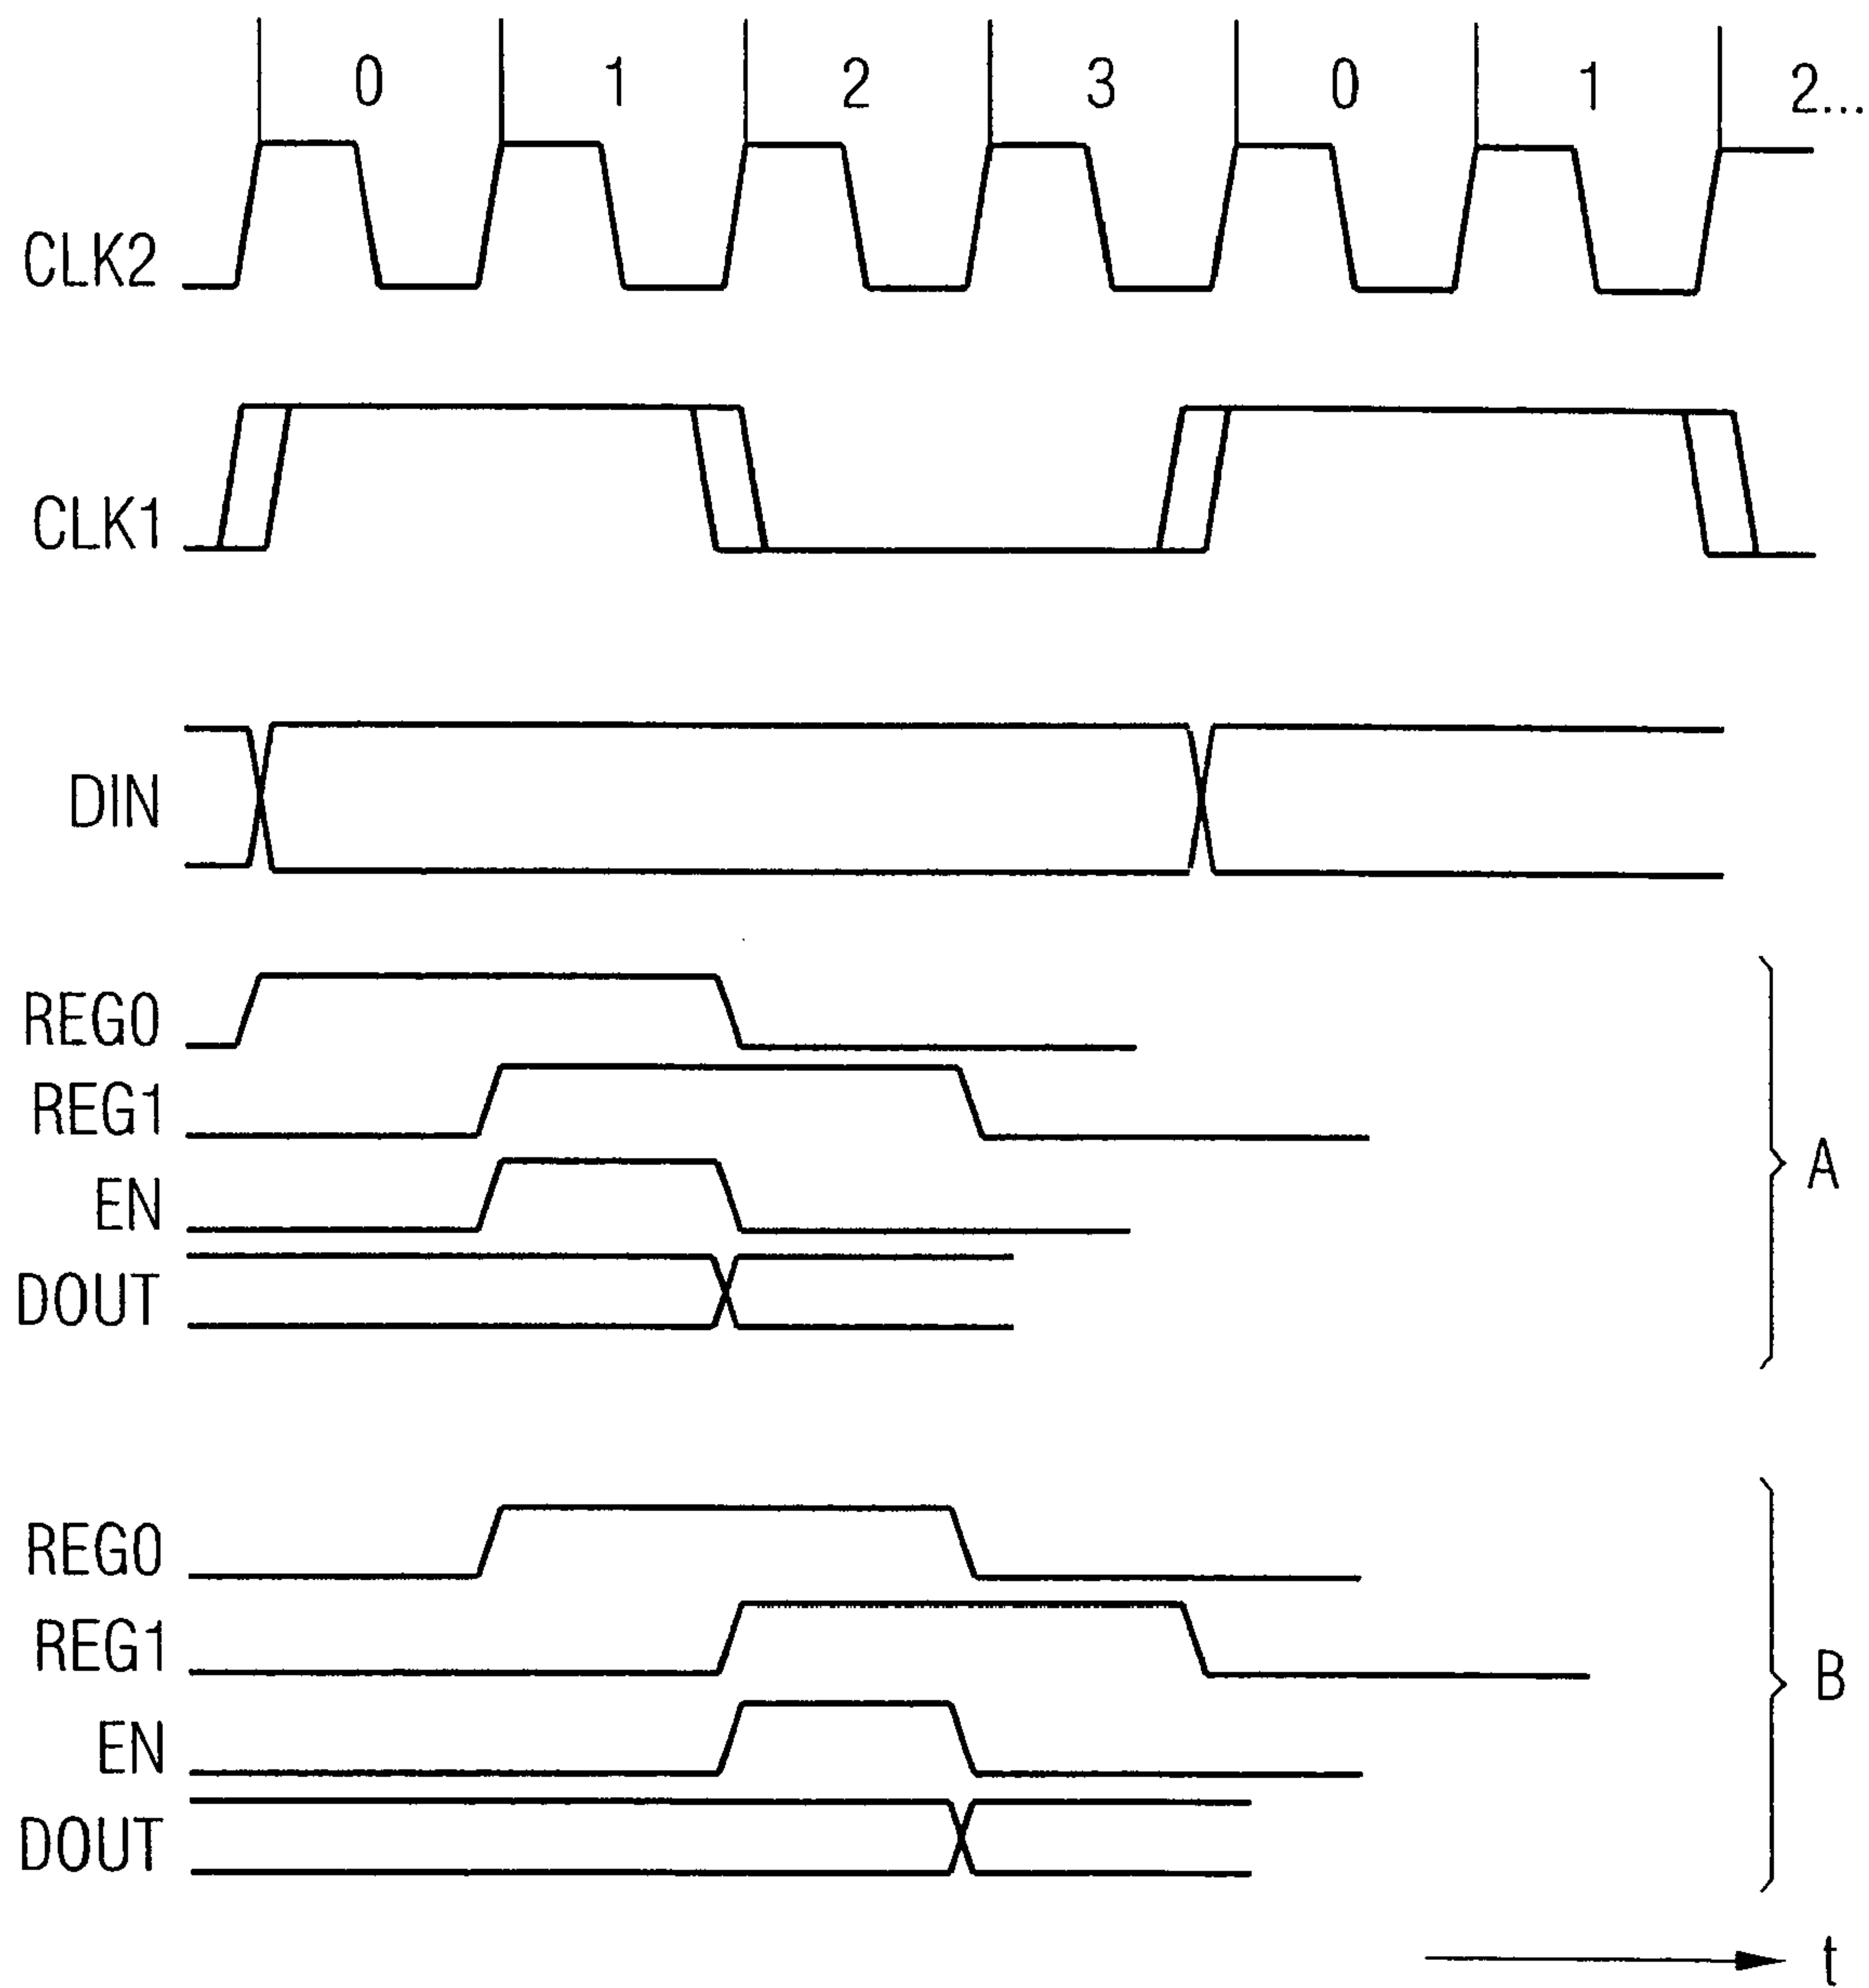 0 1 2 3 0 1 2...
CLK2
CLK1
DIN
REG0
REG1
EN
DOUT
A
REG0
REG1
EN
DOUT
B
t